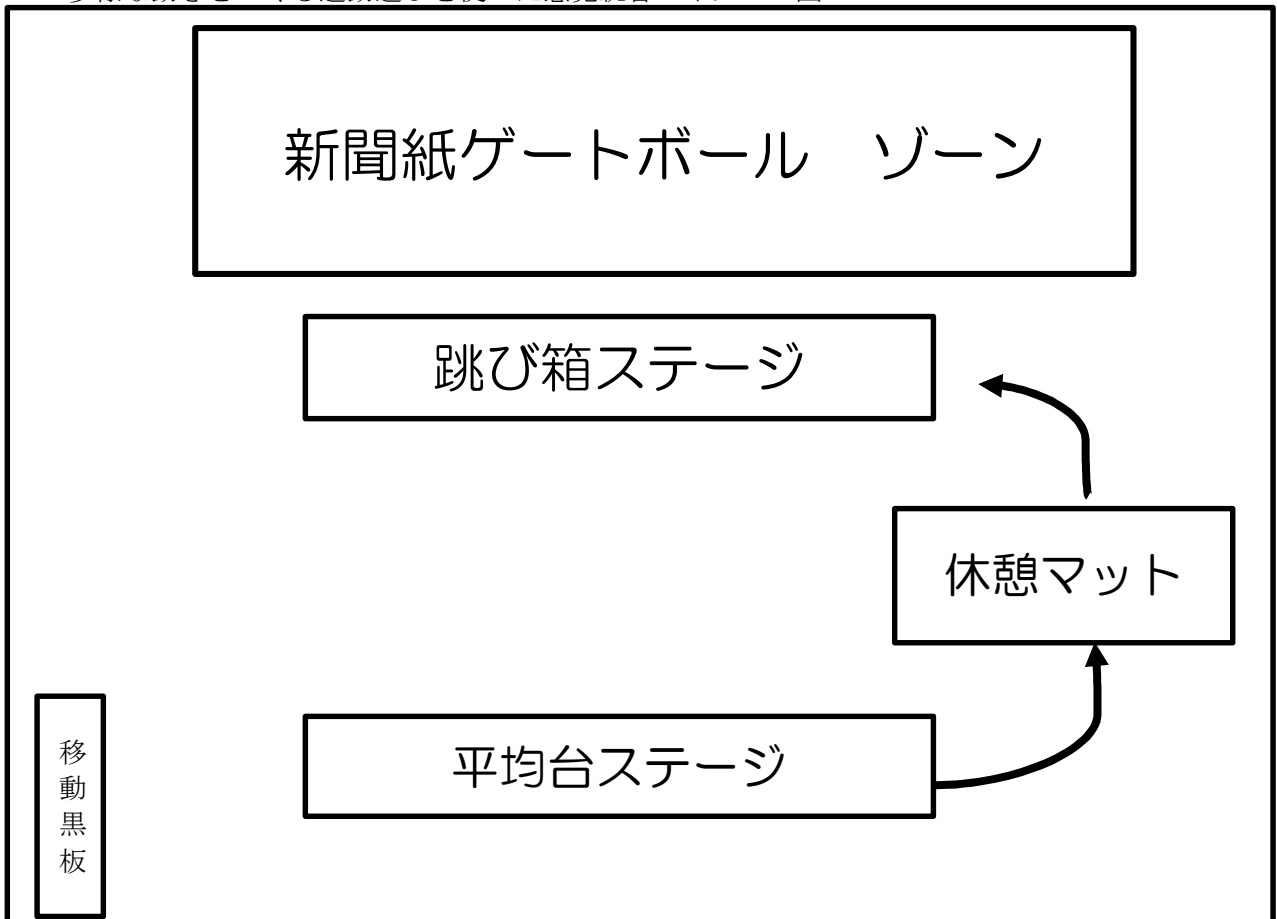 新聞紙ゲートボール　ゾーン
跳び箱ステージ
休憩マット
平均台ステージ
移動黒板